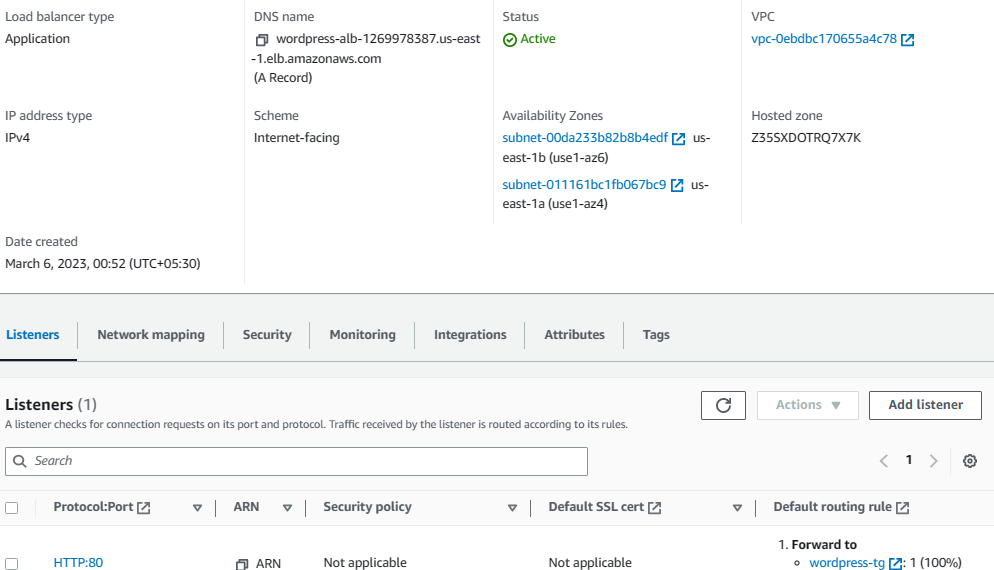 Load balancer type
Application
DNS name
wordpress-alb-1269978387.us-east
-1.elb.amazonaws.com
(A Record)
Status
Active
VPC
vpc-0ebdbc170655a4c78
IP address type
IPv4
Scheme
Internet-facing
Availability Zones
subnet-00da233b82b8b4edf us-
east-1b (use1-az6)
subnet-011161bc1fb067bc9 us-
east-1a (use1-az4)
Hosted zone
Z35SXDOTRQ7X7K
Date created
March 6, 2023, 00:52 (UTC+05:30)
Listeners Network mapping Security Monitoring Integrations Attributes Tags
Listeners (1)
Actions Add listener
A listener checks for connection requests on its port and protocol. Traffic received by the listener is routed according to its rules.
Search
1
Protocol:Port ARN Security policy Default SSL cert Default routing rule
HTTP:80 ARN Not applicable Not applicable
1. Forward to
wordpress-tg : 1 (100%)